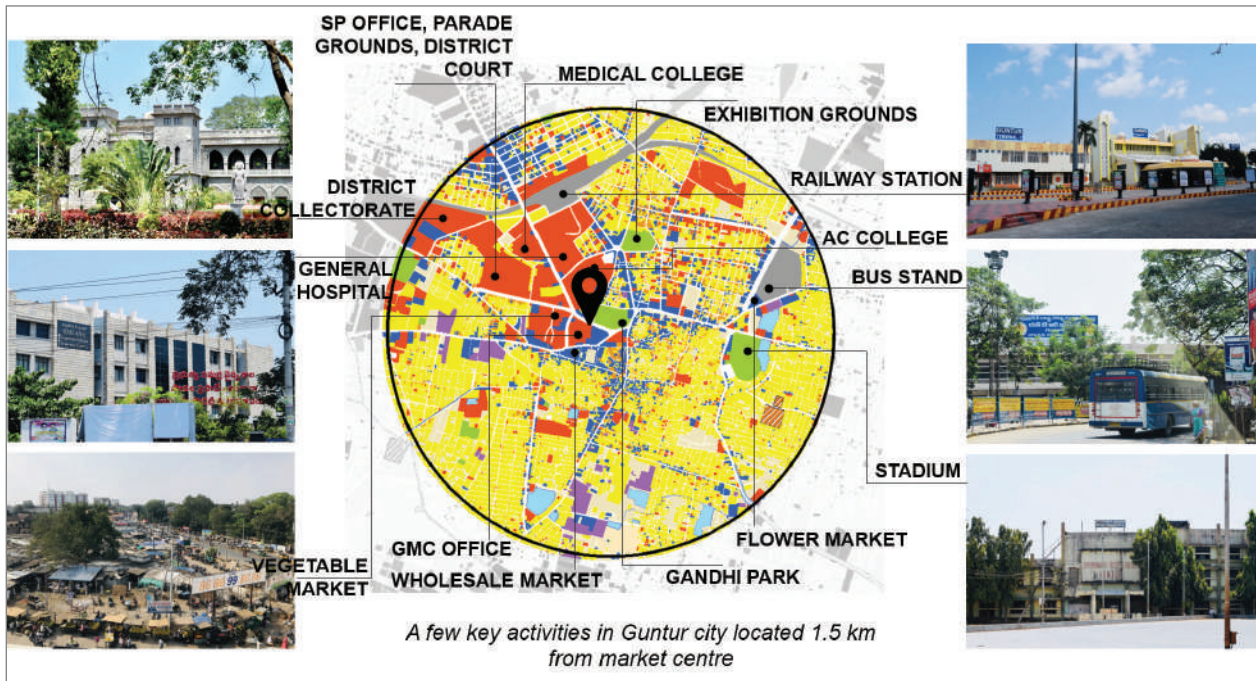 SP OFFICE, PARADE
GROUNDS, DISTRICT
COURT
MEDICAL COLLEGE
EXHIBITION GROUNDS
RAILWAY STATION
DISTRICT
COLLECTORATE
AC COLLEGE
GENERAL
HOSPITAL
BUS STAND
STADIUM
FLOWER MARKET
GMC OFFICE
VEGETABLE
MARKET
WHOLESALE MARKET
GANDHI PARK
A few key activities in Guntur city located 1.5 km
from market centre
GUNTUR
99